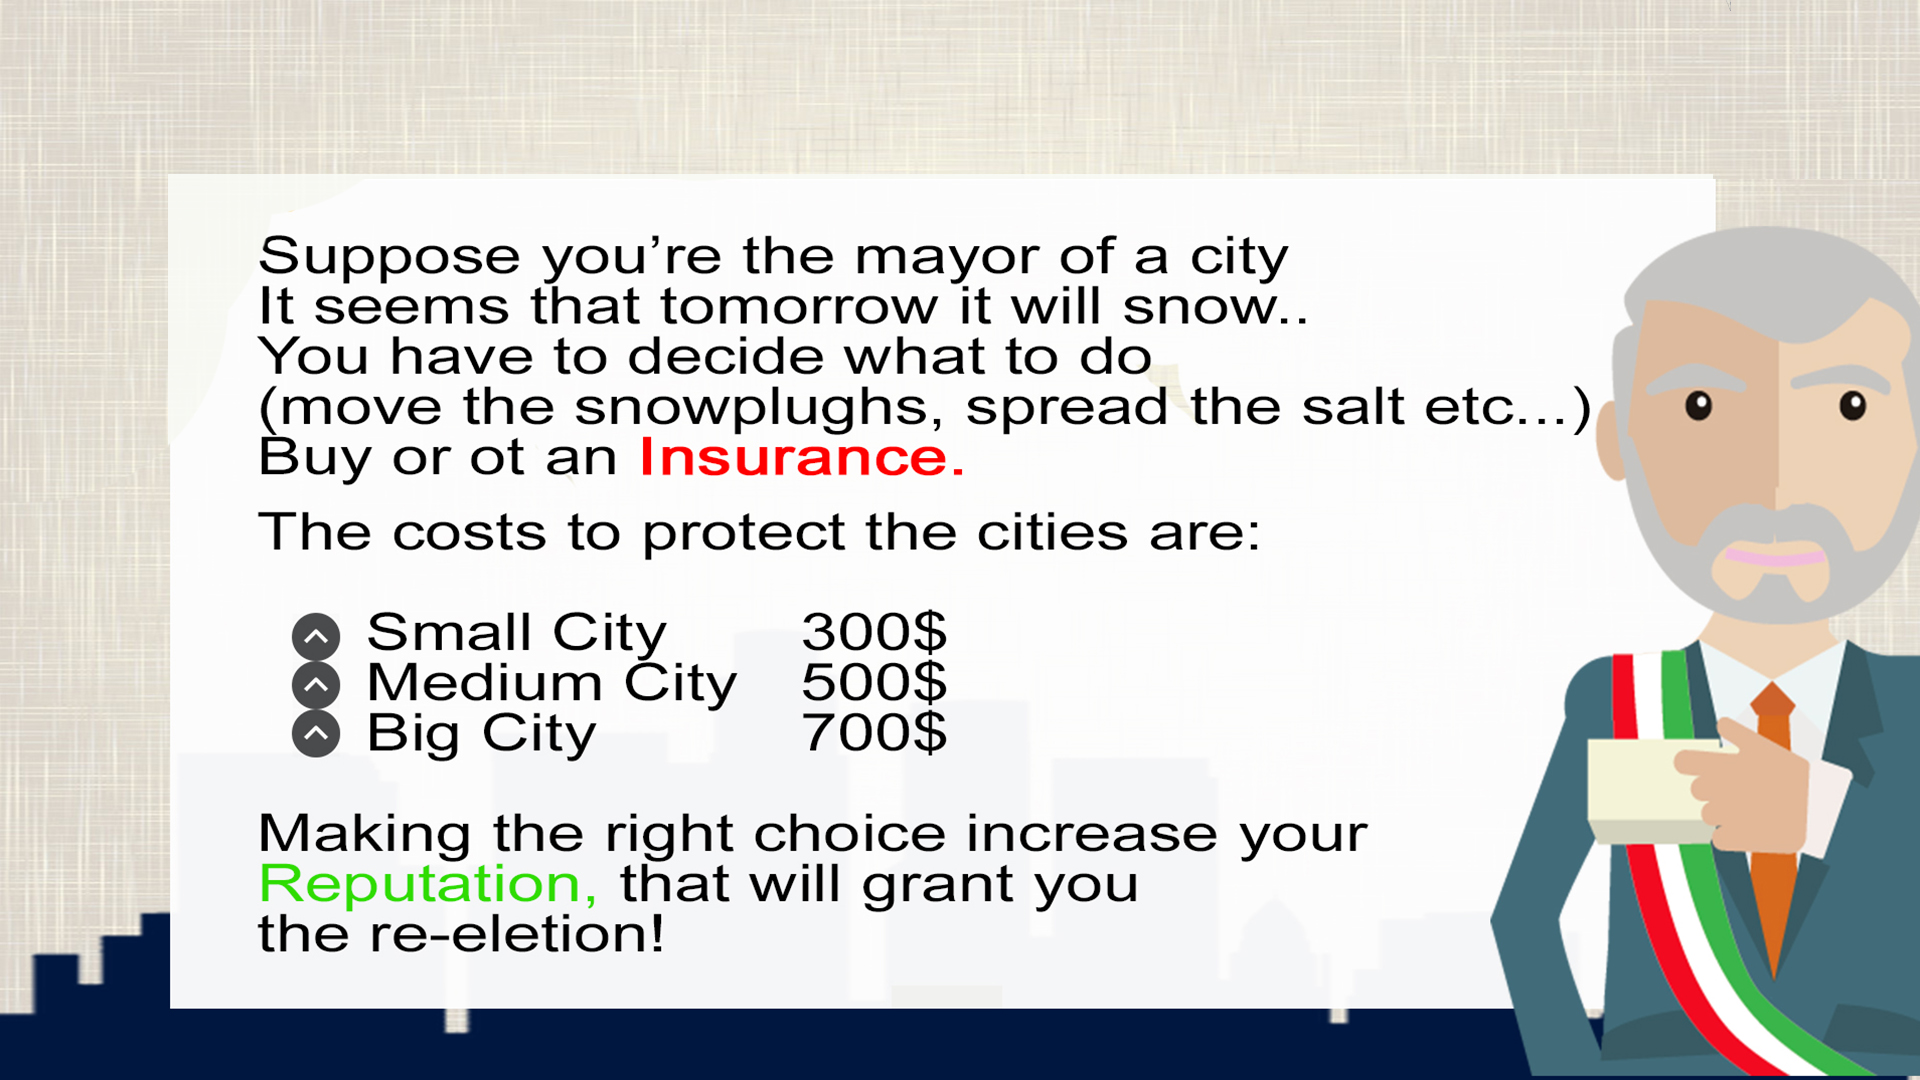 Suppose you’re the mayor of a city
It seems that tomorrow it will snow..
You have to decide what to do
(move the snowplughs, spread the salt etc...)
Buy or ot an Insurance.
The costs to protect the cities are:
Small City 300$
Medium City 500$
Big City 700$
Making the right choice increase your
Reputation, that will grant you
the re-eletion!